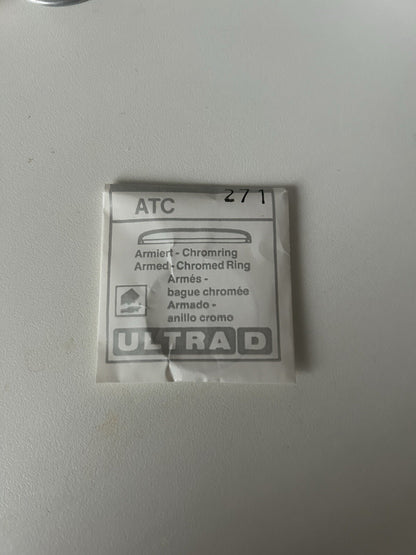 ATC 271
Armiert - Chromring
Armed - Chromed Ring
Armés -
bague chromée
Armado -
anillo cromo
ULTRA D